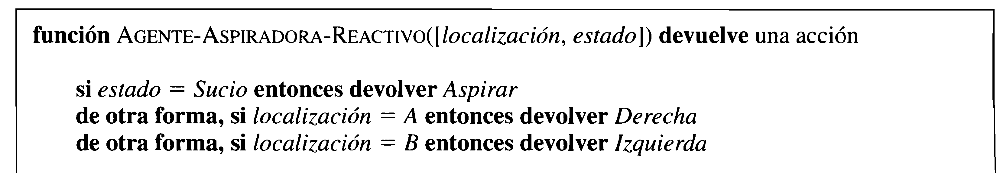 función AGENTE-ASPIRADORA-REACTIVO([localización, estado]) devuelve una acción
si estado = Sucio entonces devolver Aspirar
de otra forma, si localización = A entonces devolver Derecha
de otra forma, si localización = B entonces devolver Izquierda